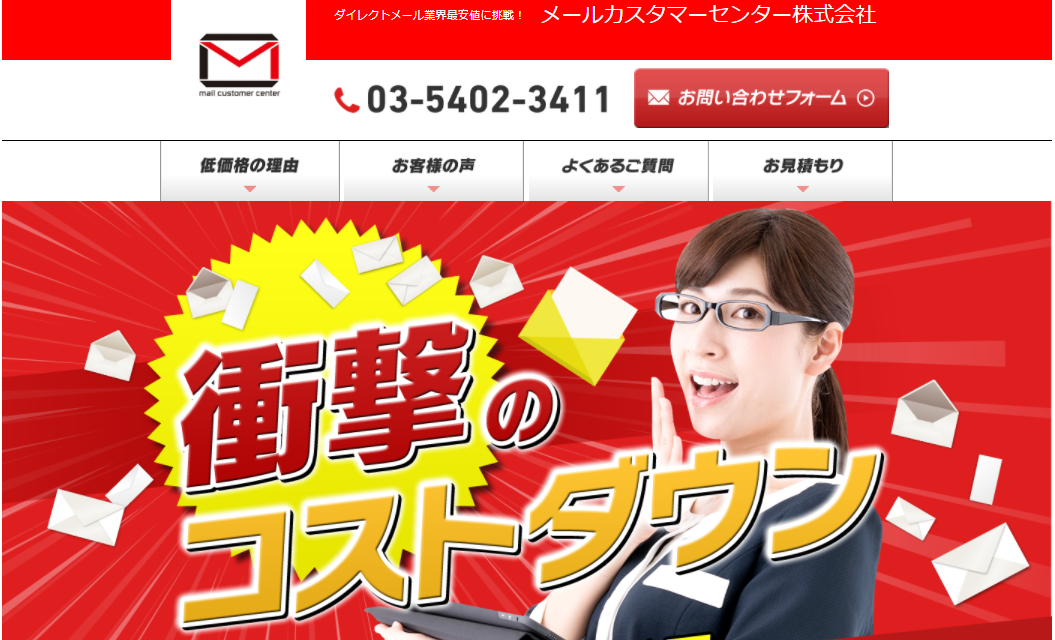 ダイレクトメール業界最安値に挑戦！ メールカスタマーセンター株式会社
mail customer center
03-5402-3411 お問い合わせフォーム
低価格の理由 お客様の声 よくあるご質問 お見積もり
衝撃の
コストダウン